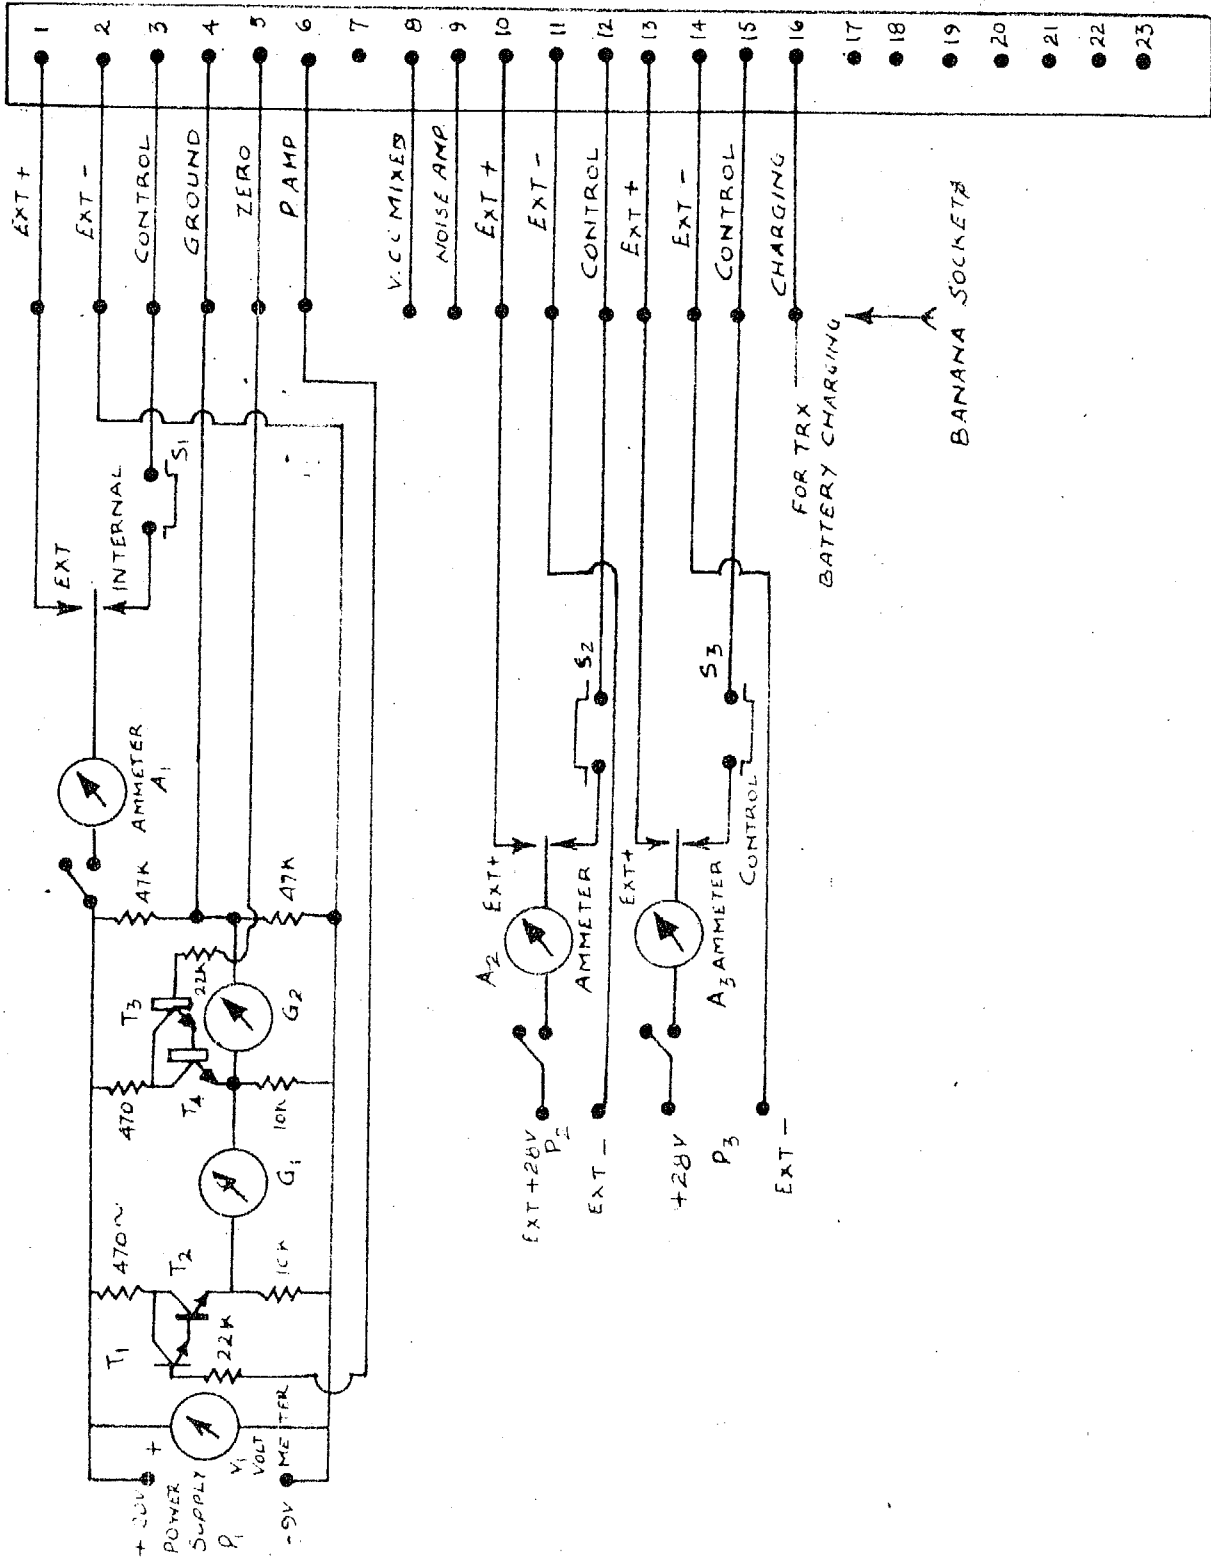 1
2
3
4
5
6
7
8
9
10
11
12
13
14
15
16
17
18
19
20
21
22
23
EXT +
EXT -
CONTROL
GROUND
ZERO
P. AMP
V.CC MIXER
NOISE AMP.
EXT +
EXT -
CONTROL
EXT +
EXT -
CONTROL
CHARGING
FOR TRX
BATTERY CHARGING
BANANA SOCKETS
EXT
INTERNAL
S1
AMMETER
A1
47K
47K
22K
T3
T4
470
10K
G2
G1
470~
T2
T1
22K
10K
V1
VOLT
METER
+
POWER
SUPPLY
P1
-9V
S2
EXT+
A2
AMMETER
EXT +28V
P2
EXT -
S3
EXT+
A3 AMMETER
CONTROL
+28V
P3
EXT -